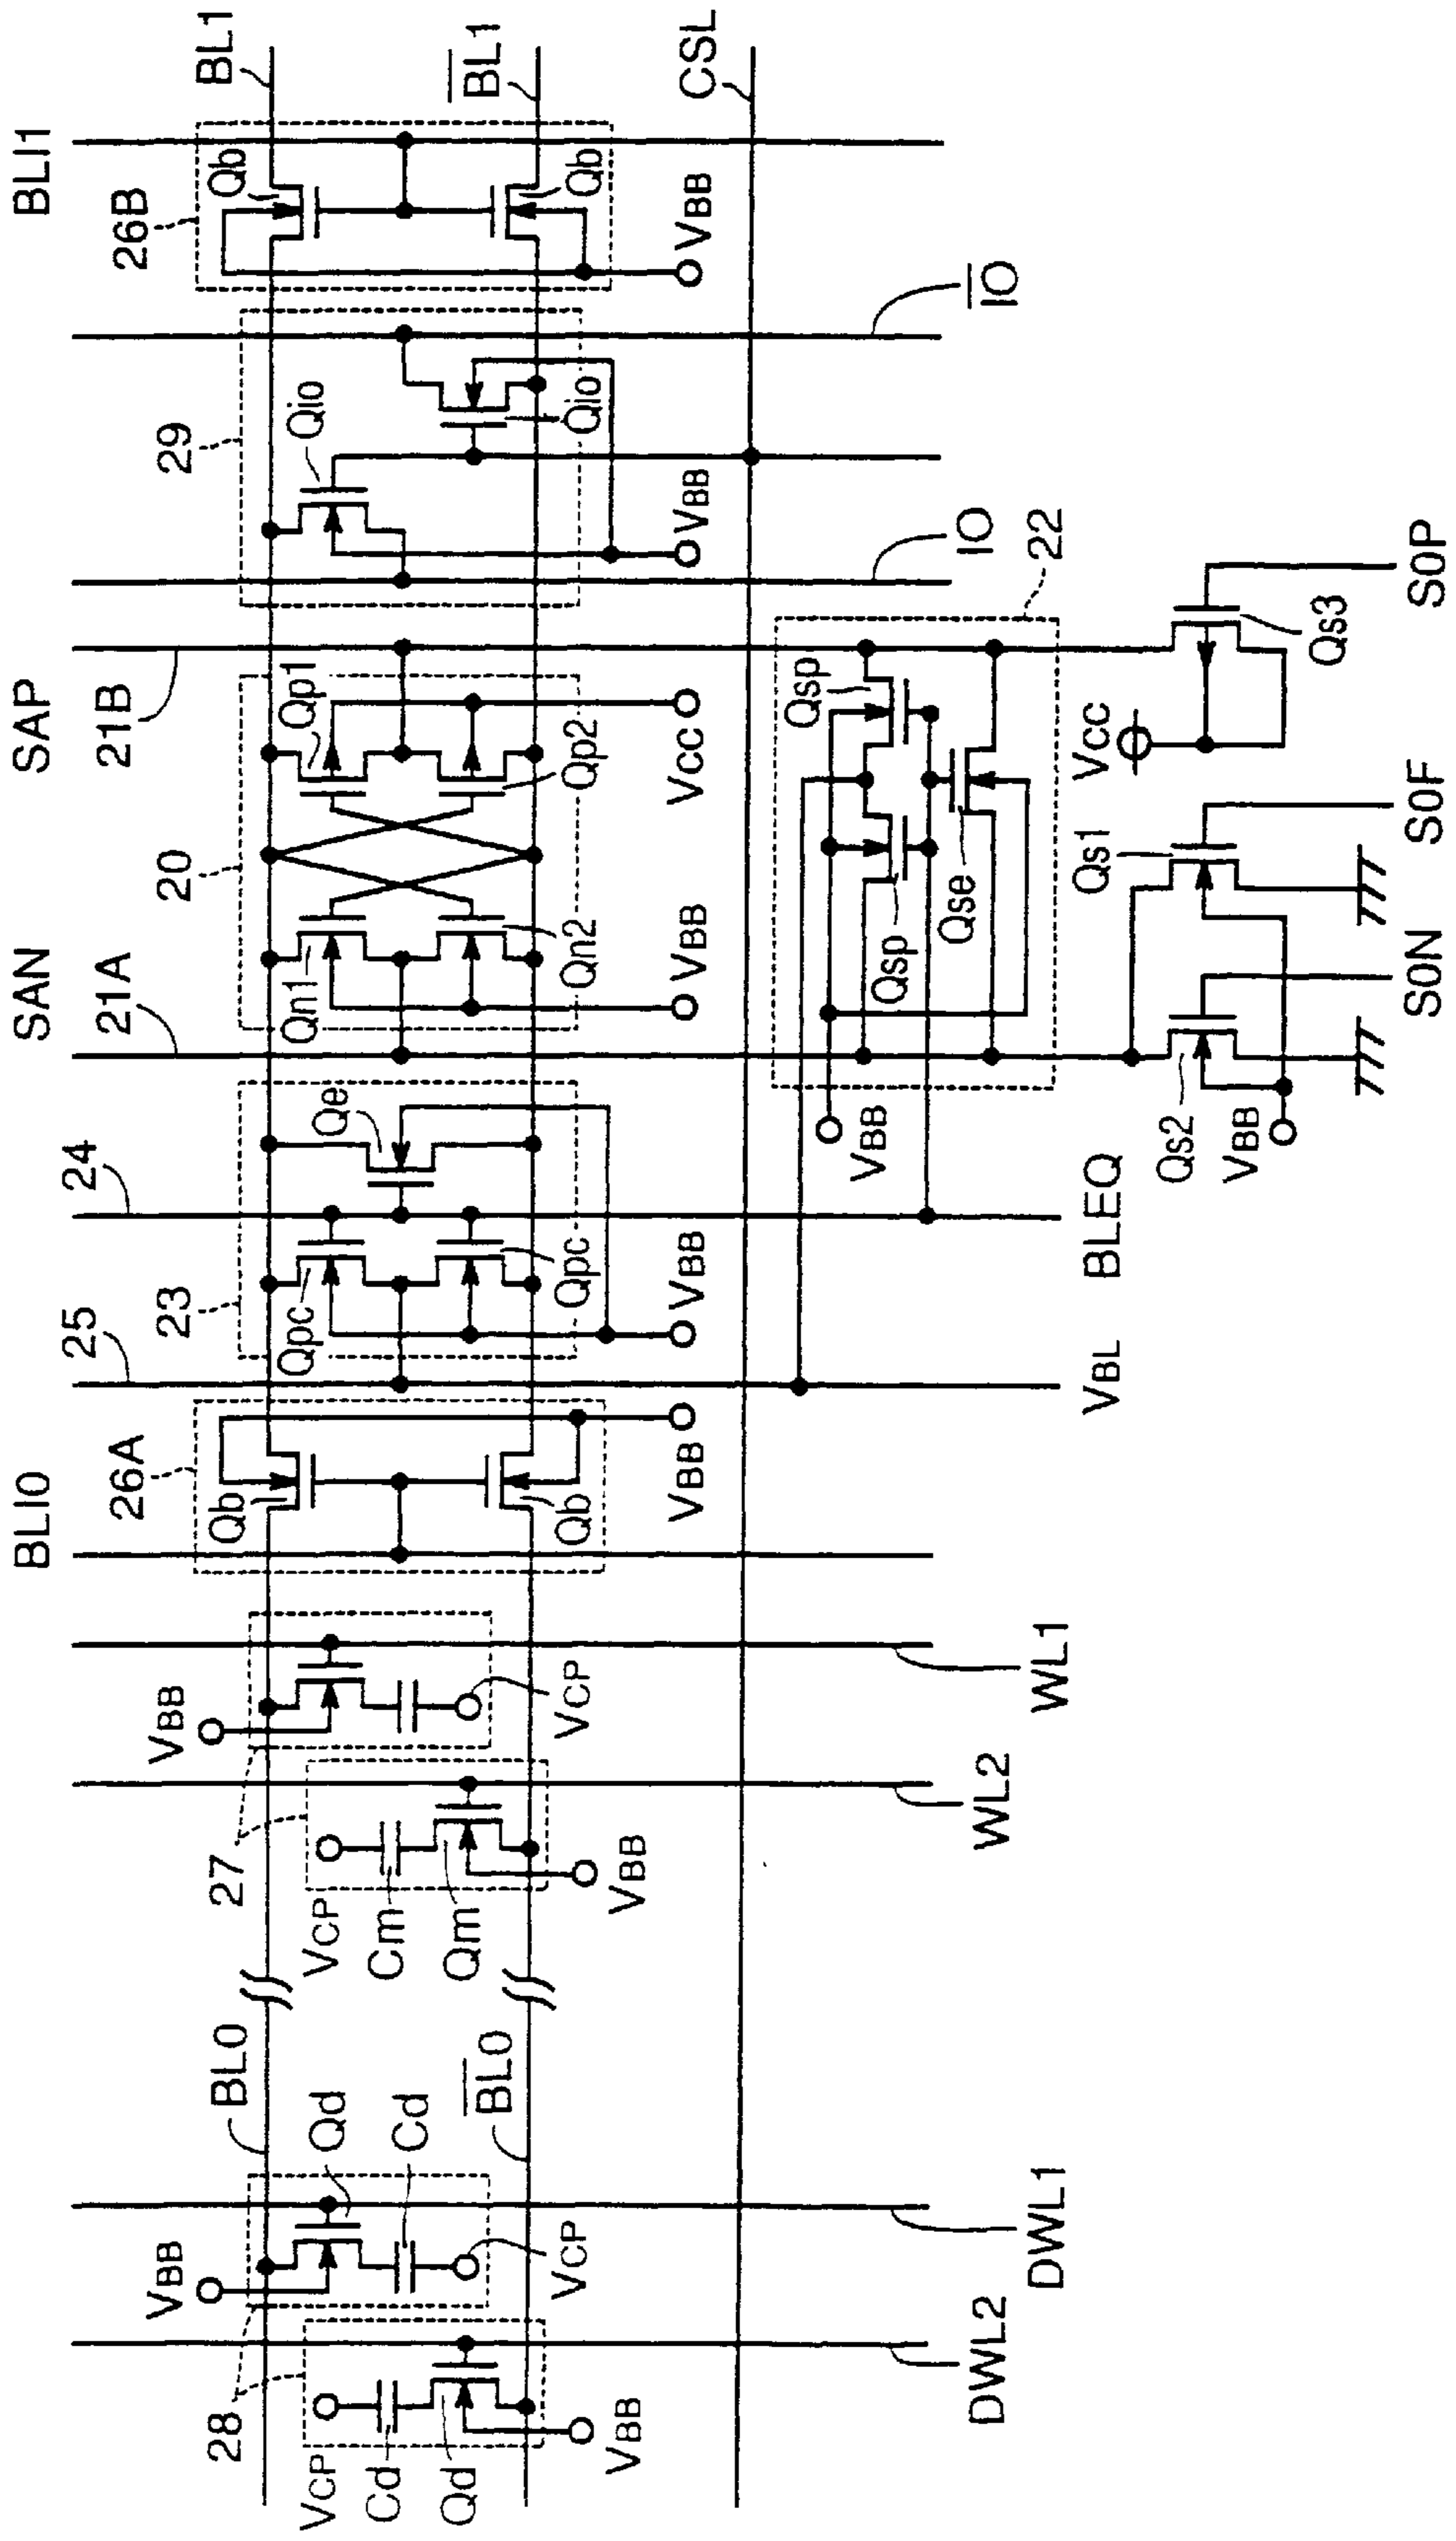 BLI0 SAN SAP BLI1
25 24 21A 21B
26A 26B
VBB VBB 23 20 29
28 BL0 27 Qb Qb BL1
Qpc Qn1 Qp1 Qio
VCP Qd VCP Qe
Cd Cd Cm
Qd B̅L̅0̅ Qm B̅L̅1̅
VCP VCP Qb Qpc Qn2 Qp2 Qio Qb
VBB VBB
VBB VBB VBB VCC VBB VBB CSL
Qsp
VBB Qsp
Qse
DWL2 WL2 IO I̅O̅
DWL1 WL1 22
VBL BLEQ Qs1 VCC
Qs2 VBB Qs3
S0N S0F S0P